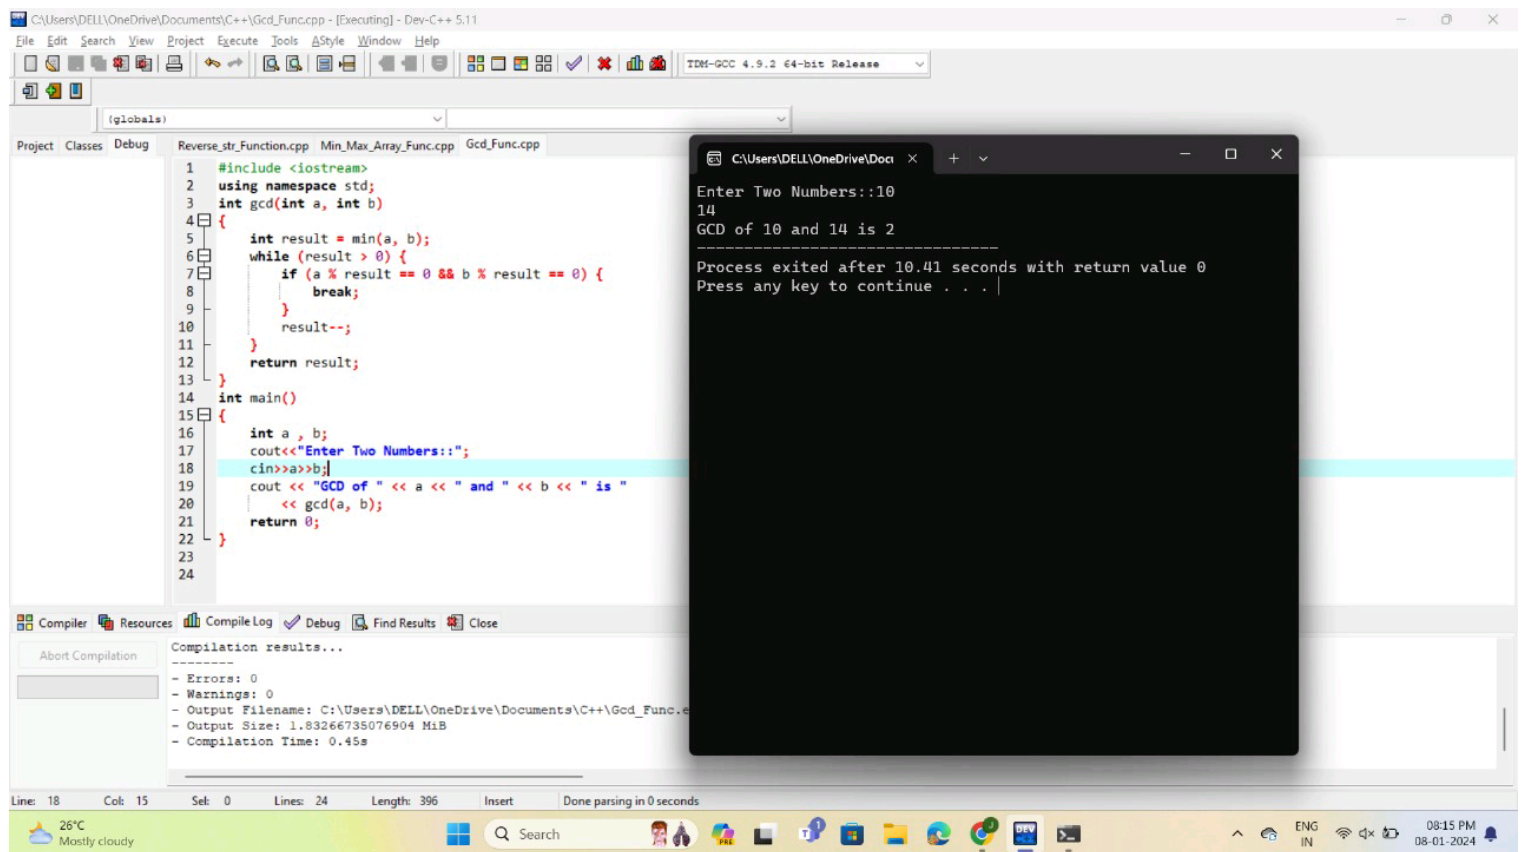 C:\Users\DELL\OneDrive\Documents\C++\Gcd_Func.cpp - [Executing] - Dev-C++ 5.11
File Edit Search View Project Execute Tools AStyle Window Help
TDM-GCC 4.9.2 64-bit Release
(globals)
Project Classes Debug
Reverse_str_Function.cpp Min_Max_Array_Func.cpp Gcd_Func.cpp
1 #include <iostream>
2 using namespace std;
3 int gcd(int a, int b)
4 {
5 int result = min(a, b);
6 while (result > 0) {
7 if (a % result == 0 && b % result == 0) {
8 break;
9 }
10 result--;
11 }
12 return result;
13 }
14 int main()
15 {
16 int a , b;
17 cout<<"Enter Two Numbers::";
18 cin>>a>>b;
19 cout << "GCD of " << a << " and " << b << " is "
20 << gcd(a, b);
21 return 0;
22 }
23
24
C:\Users\DELL\OneDrive\Doc
Enter Two Numbers::10
14
GCD of 10 and 14 is 2
--------------------------------
Process exited after 10.41 seconds with return value 0
Press any key to continue . . .
Compiler Resources Compile Log Debug Find Results Close
Abort Compilation
Compilation results...
--------
- Errors: 0
- Warnings: 0
- Output Filename: C:\Users\DELL\OneDrive\Documents\C++\Gcd_Func.e
- Output Size: 1.83266735076904 MiB
- Compilation Time: 0.45s
Line: 18 Col: 15 Sel: 0 Lines: 24 Length: 396 Insert Done parsing in 0 seconds
26°C
Mostly cloudy
Search
PRE
1
DEV
ENG
IN
08:15 PM
08-01-2024